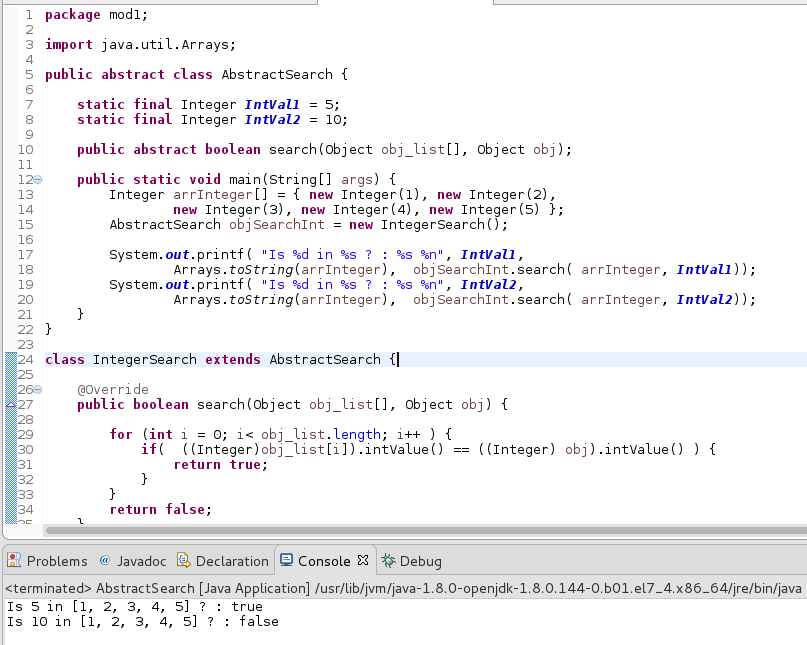 1 package mod1;
2
3 import java.util.Arrays;
4
5 public abstract class AbstractSearch {
6
7     static final Integer IntVal1 = 5;
8     static final Integer IntVal2 = 10;
9
10     public abstract boolean search(Object obj_list[], Object obj);
11
12     public static void main(String[] args) {
13         Integer arrInteger[] = { new Integer(1), new Integer(2),
14                 new Integer(3), new Integer(4), new Integer(5) };
15         AbstractSearch objSearchInt = new IntegerSearch();
16
17         System.out.printf( "Is %d in %s ? : %s %n", IntVal1,
18                 Arrays.toString(arrInteger),  objSearchInt.search( arrInteger, IntVal1));
19         System.out.printf( "Is %d in %s ? : %s %n", IntVal2,
20                 Arrays.toString(arrInteger),  objSearchInt.search( arrInteger, IntVal2));
21     }
22 }
23
24 class IntegerSearch extends AbstractSearch {
25
26     @Override
27     public boolean search(Object obj_list[], Object obj) {
28
29         for (int i = 0; i< obj_list.length; i++ ) {
30             if(  ((Integer)obj_list[i]).intValue() == ((Integer) obj).intValue() ) {
31                 return true;
32             }
33         }
34         return false;
35     }
Problems @ Javadoc Declaration Console Debug
<terminated> AbstractSearch [Java Application] /usr/lib/jvm/java-1.8.0-openjdk-1.8.0.144-0.b01.el7_4.x86_64/jre/bin/java
Is 5 in [1, 2, 3, 4, 5] ? : true
Is 10 in [1, 2, 3, 4, 5] ? : false